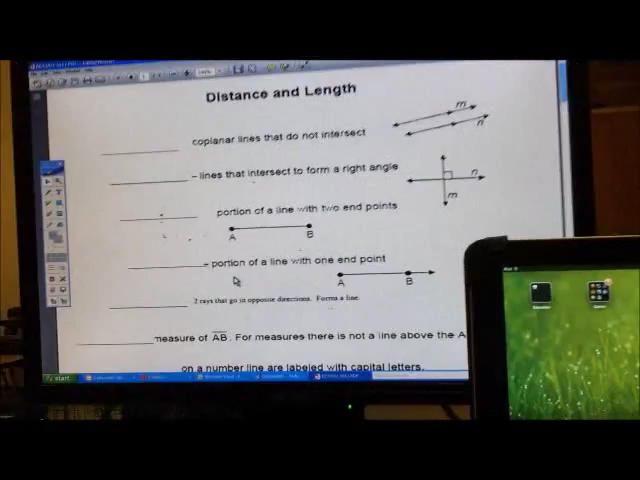 Distance and Length
coplanar lines that do not intersect
m
n
– lines that intersect to form a right angle
n
m
portion of a line with two end points
A B
– portion of a line with one end point
A B
2 rays that go in opposite directions. Forms a line.
measure of AB. For measures there is not a line above the A
on a number line are labeled with capital letters.
start